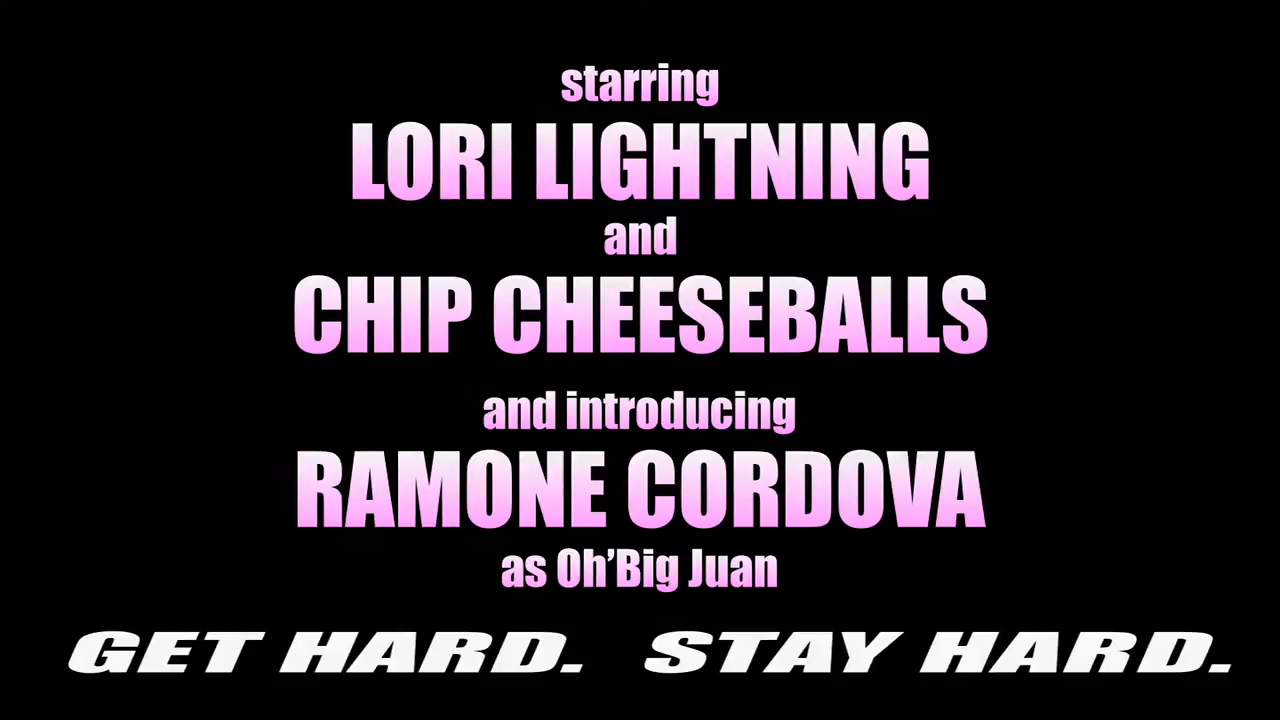 starring
LORI LIGHTNING
and
CHIP CHEESEBALLS
and introducing
RAMONE CORDOVA
as Oh'Big Juan
GET HARD. STAY HARD.